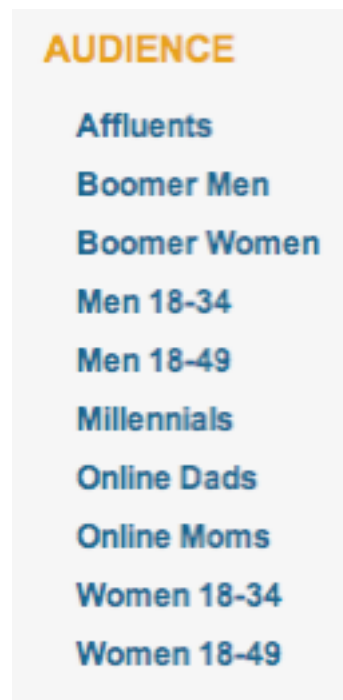 AUDIENCE
Affluents
Boomer Men
Boomer Women
Men 18-34
Men 18-49
Millennials
Online Dads
Online Moms
Women 18-34
Women 18-49